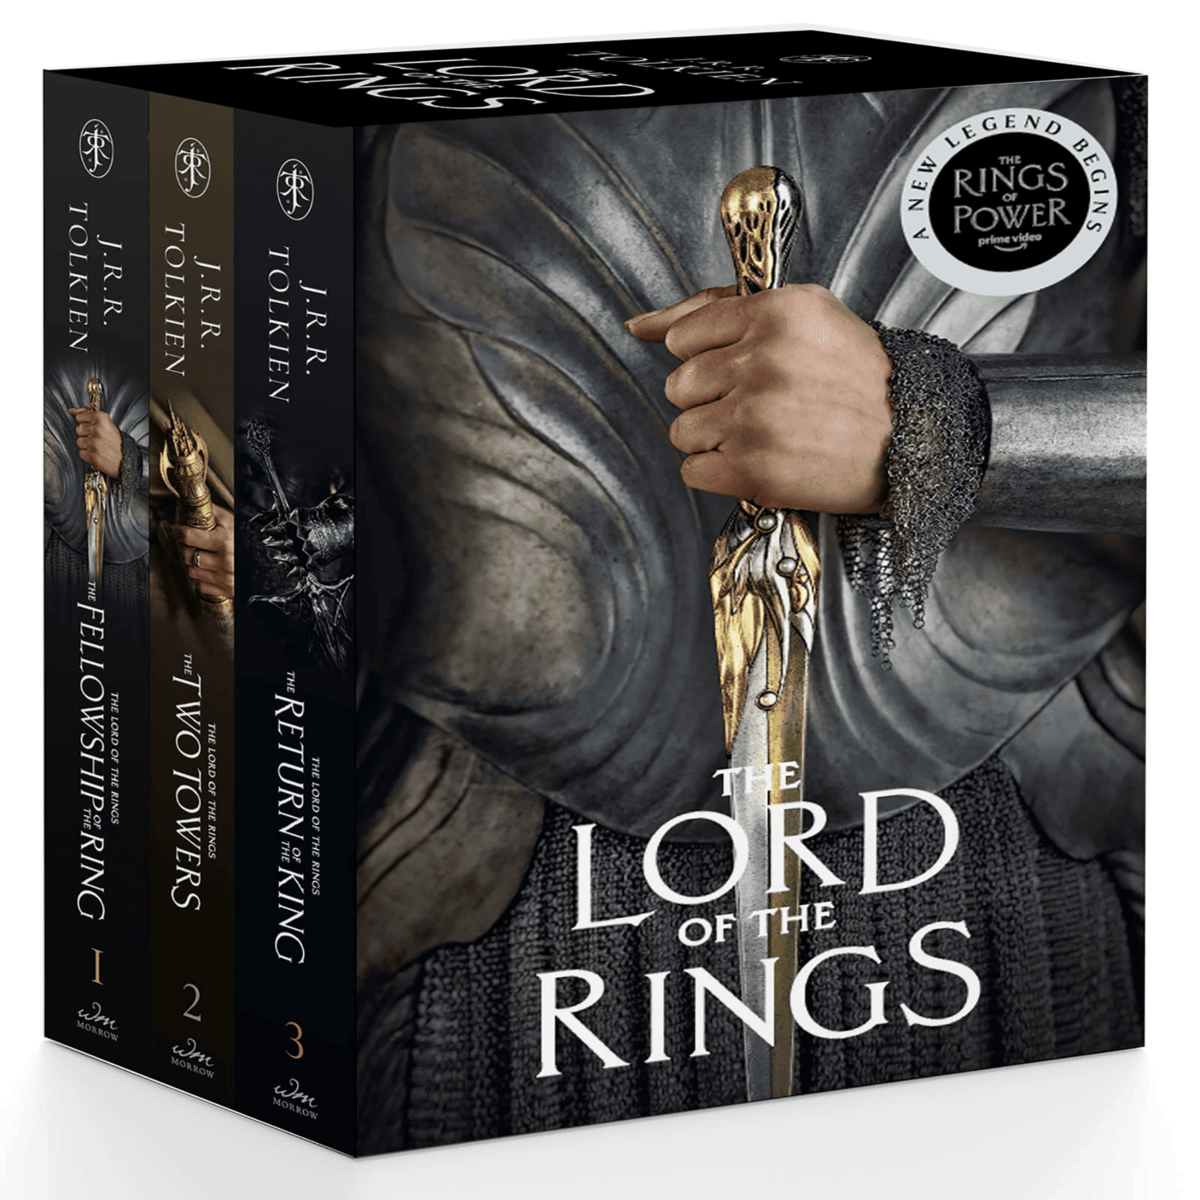 THE
LORD
OF THE
RINGS
J.R.R.
TOLKIEN
J.R.R.
TOLKIEN
THE LORD OF THE RINGS
THE
FELLOWSHIP OF THE
RING
1
WM
MORROW
J.R.R.
TOLKIEN
THE LORD OF THE RINGS
THE
TWO TOWERS
2
WM
MORROW
J.R.R.
TOLKIEN
THE LORD OF THE RINGS
THE
RETURN OF THE
KING
3
WM
MORROW
A NEW LEGEND BEGINS
THE
RINGS
OF
POWER
prime video
THE
LORD
OF THE
RINGS